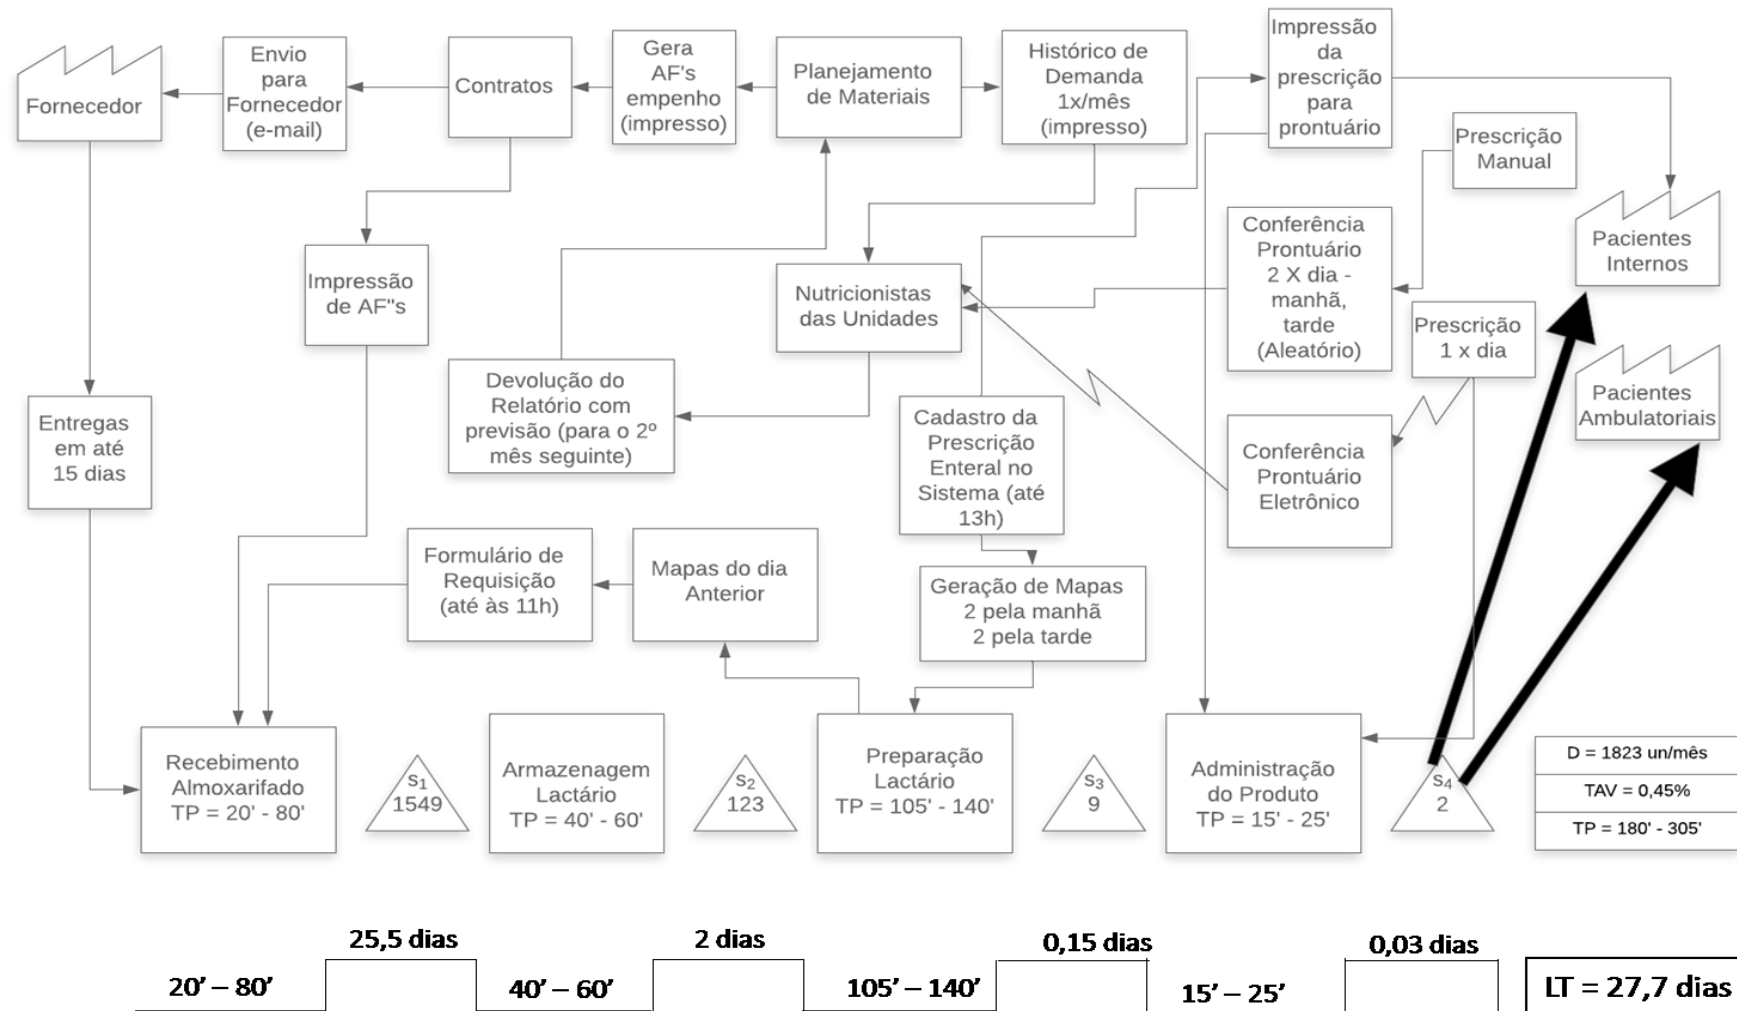 Fornecedor
Envio
para
Fornecedor
(e-mail)
Contratos
Gera
AF's
empenho
(impresso)
Planejamento
de Materiais
Histórico de
Demanda
1x/mês
(impresso)
Impressão
da
prescrição
para
prontuário
Prescrição
Manual
Pacientes
Internos
Conferência
Prontuário
2 X dia -
manhã,
tarde
(Aleatório)
Impressão
de AF"s
Nutricionistas
das Unidades
Prescrição
1 x dia
Pacientes
Ambulatoriais
Entregas
em até
15 dias
Devolução do
Relatório com
previsão (para o 2º
mês seguinte)
Cadastro da
Prescrição
Enteral no
Sistema (até
13h)
Conferência
Prontuário
Eletrônico
Formulário de
Requisição
(até às 11h)
Mapas do dia
Anterior
Geração de Mapas
2 pela manhã
2 pela tarde
Recebimento
Almoxarifado
TP = 20' - 80'
S1
1549
Armazenagem
Lactário
TP = 40' - 60'
S2
123
Preparação
Lactário
TP = 105' - 140'
S3
9
Administração
do Produto
TP = 15' - 25'
S4
2
D = 1823 un/mês
TAV = 0,45%
TP = 180' - 305'
25,5 dias
2 dias
0,15 dias
0,03 dias
20’ – 80’
40’ – 60’
105’ – 140’
15’ – 25’
LT = 27,7 dias